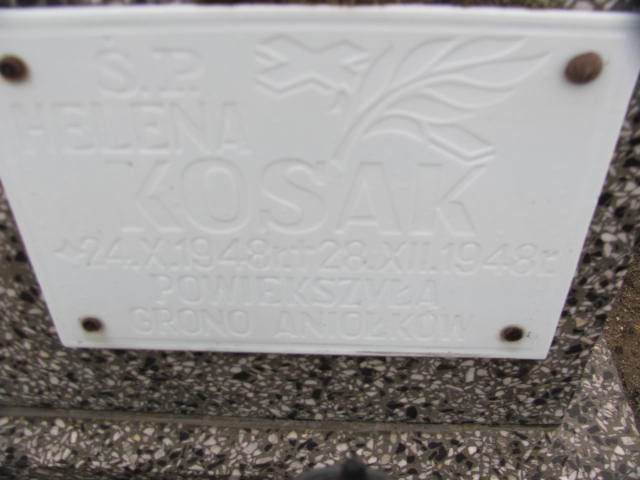 Ś.P.
HELENA
KOSAK
*24.X.1948r.†28.XII.1948r.
POWIĘKSZYŁA
GRONO ANIOŁKÓW